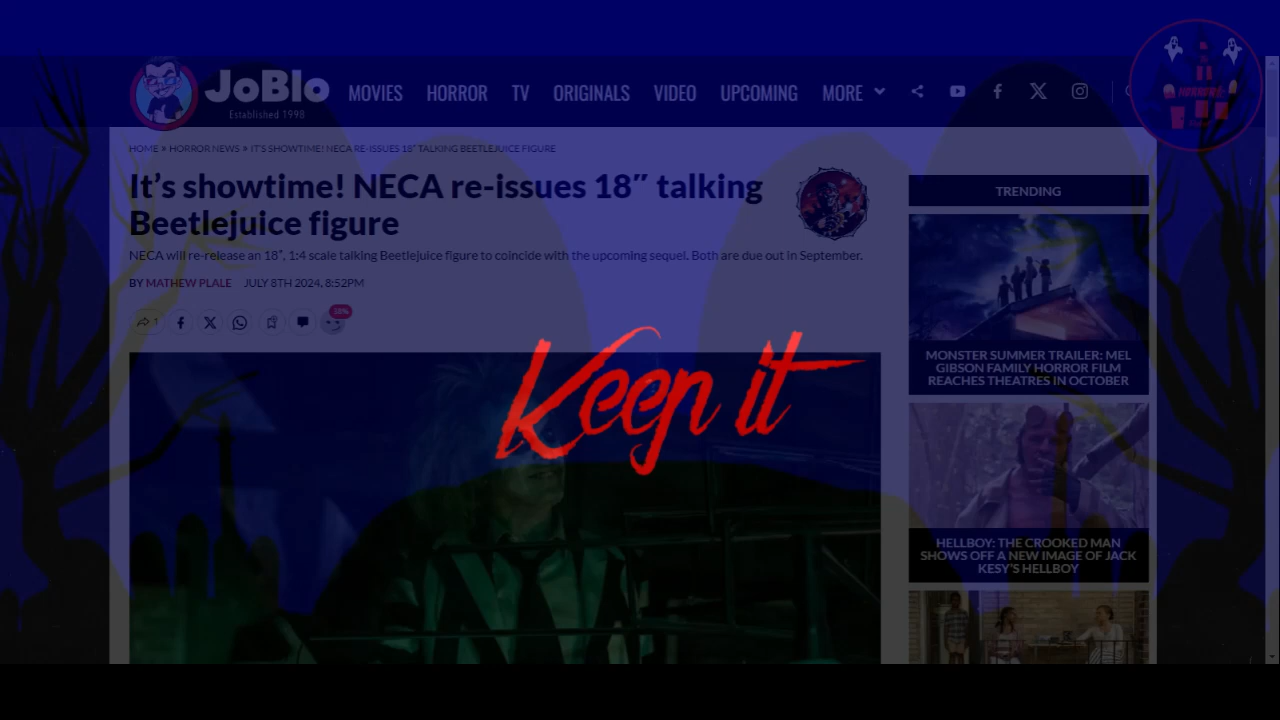 JoBlo
Established 1998
MOVIES HORROR TV ORIGINALS VIDEO UPCOMING MORE
HOME » HORROR NEWS » IT'S SHOWTIME! NECA RE-ISSUES 18″ TALKING BEETLEJUICE FIGURE
It's showtime! NECA re-issues 18″ talking
Beetlejuice figure
NECA will re-release an 18″, 1:4 scale talking Beetlejuice figure to coincide with the upcoming sequel. Both are due out in September.
BY MATHEW PLALE JULY 8TH 2024, 8:52PM
1
58%
Keep it
TRENDING
MONSTER SUMMER TRAILER: MEL
GIBSON FAMILY HORROR FILM
REACHES THEATRES IN OCTOBER
HELLBOY: THE CROOKED MAN
SHOWS OFF A NEW IMAGE OF JACK
KESY'S HELLBOY